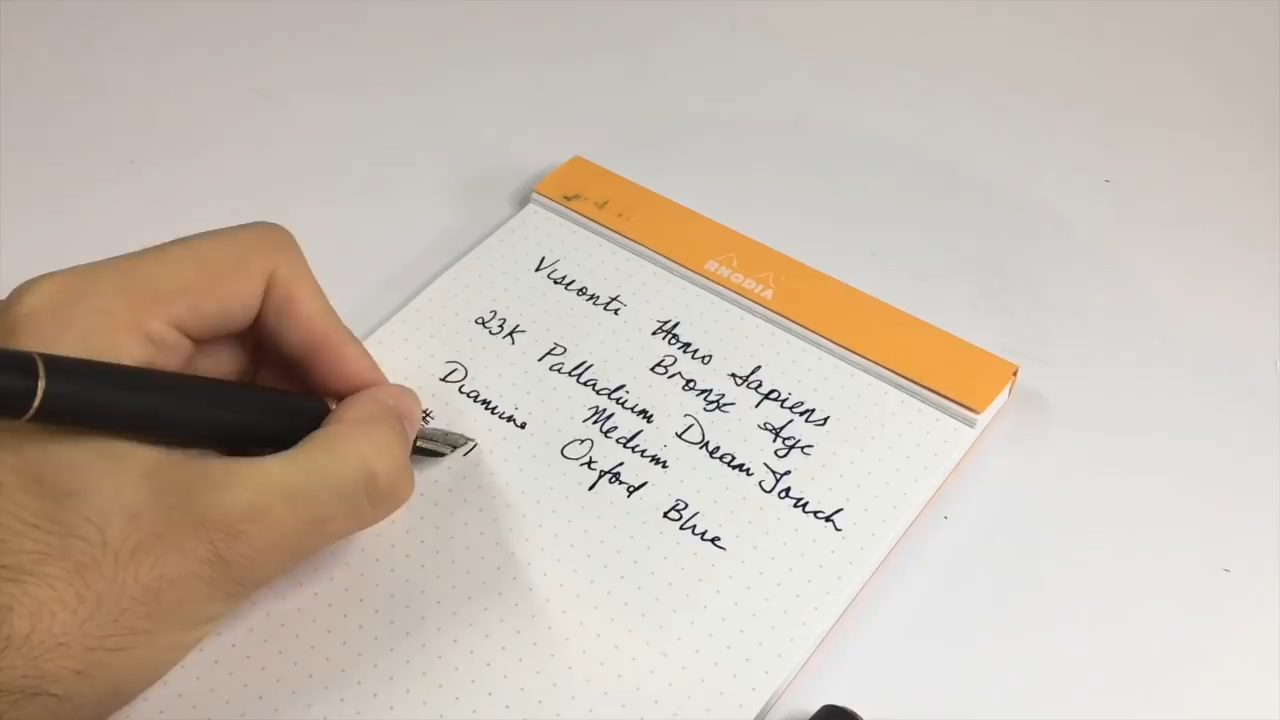 RHODIA
Visconti Homo Sapiens
Bronze Age
23K Palladium Dream Touch
Medium
Diamine Oxford Blue
#